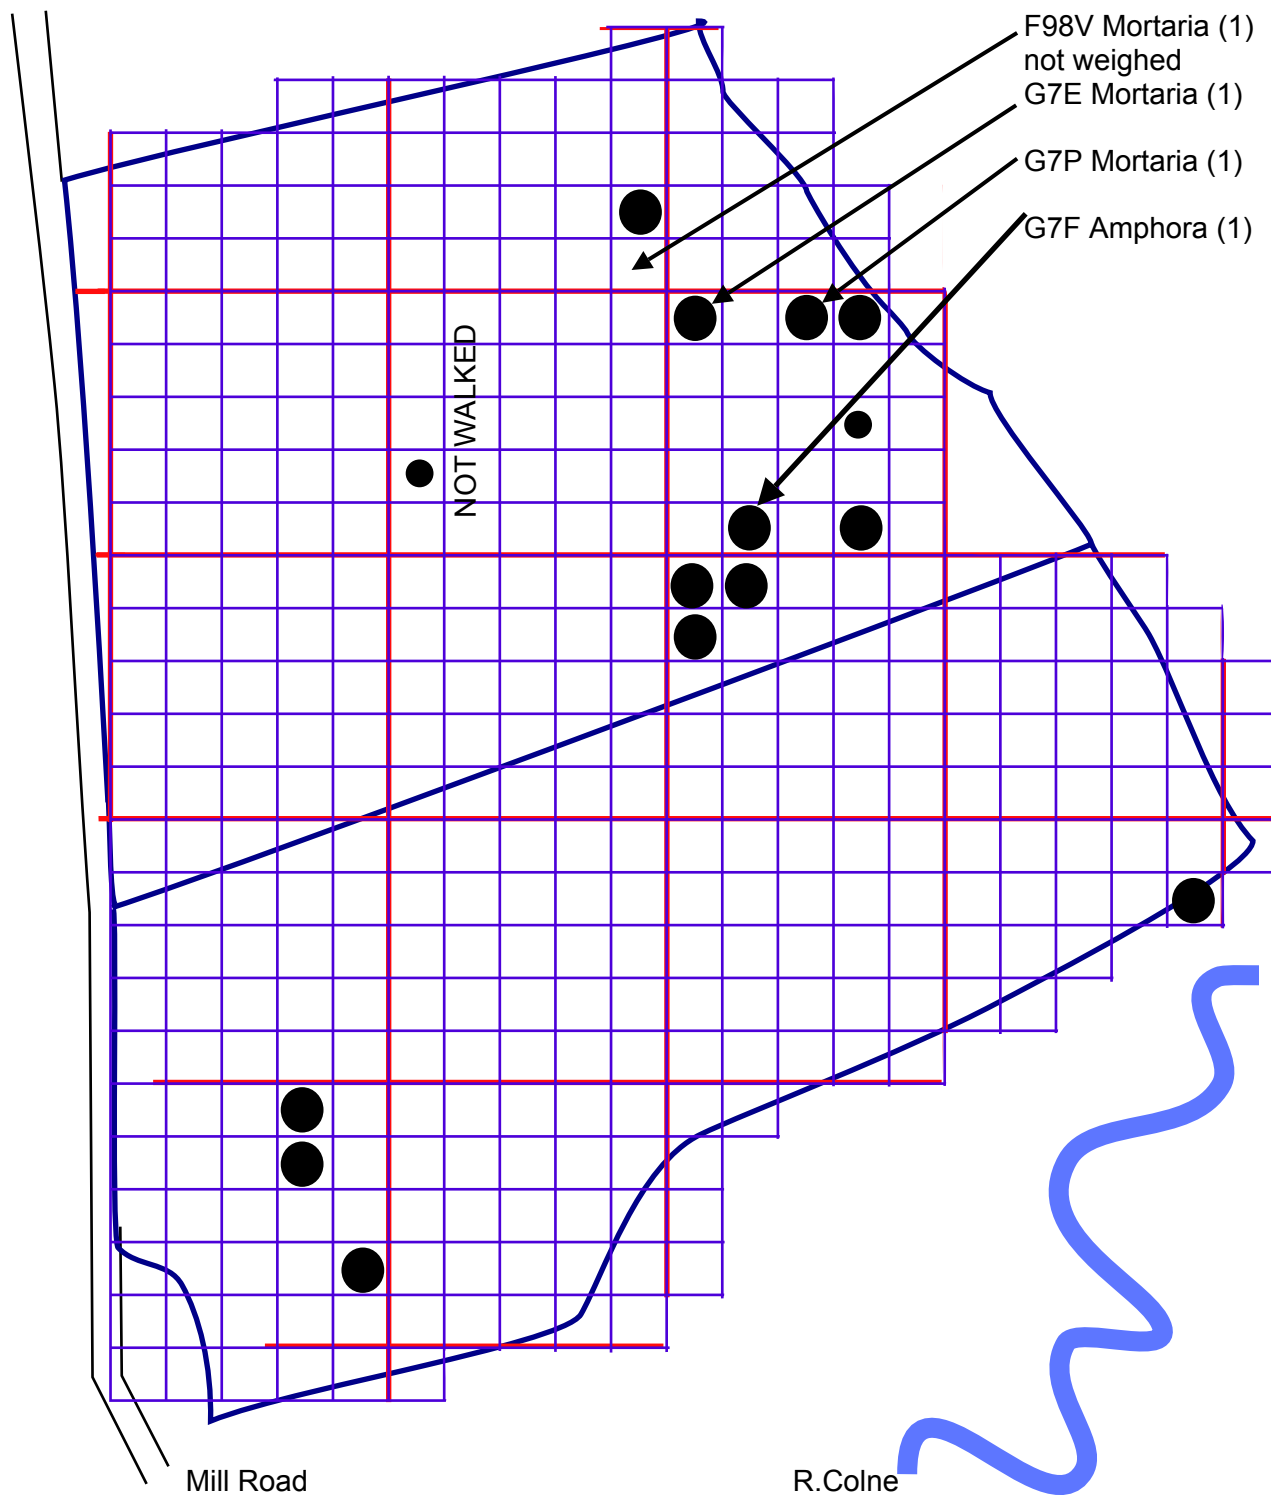 F98V Mortaria (1)
not weighed
G7E Mortaria (1)
G7P Mortaria (1)
G7F Amphora (1)
NOT WALKED
Mill Road
R.Colne